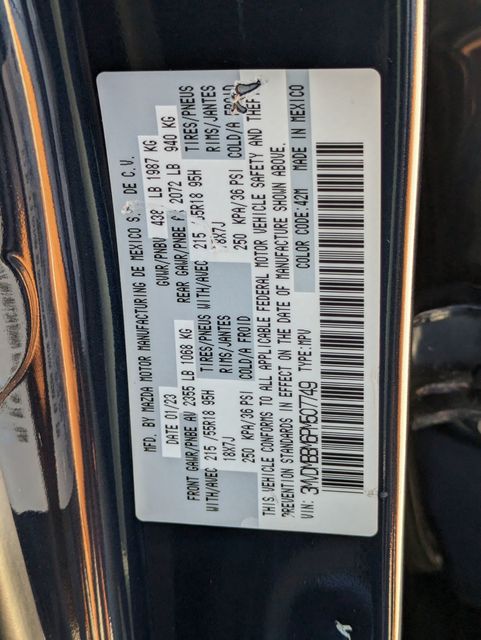 MFD. BY MAZDA MOTOR MANUFACTURING DE MEXICO S. DE C.V.
DATE 01/23 GVWR/PNBV LB 1987 KG
FRONT GAWR/PNBE AV 2355 LB 1068 KG REAR GAWR/PNBE 2072 LB 940 KG
WITH/AVEC 215/55R18 95H TIRES/PNEUS WITH/AVEC 215 55R18 95H TIRES/PNEUS
18X7J RIMS/JANTES 18X7J RIMS/JANTES
250 KPA/36 PSI COLD/A FROID 250 KPA/36 PSI COLD/A FROID
THIS VEHICLE CONFORMS TO ALL APPLICABLE FEDERAL MOTOR VEHICLE SAFETY AND THEFT
PREVENTION STANDARDS IN EFFECT ON THE DATE OF MANUFACTURE SHOWN ABOVE.
VIN: 3MVDMBBM6PM507749 TYPE:MPV COLOR CODE:42M MADE IN MEXICO